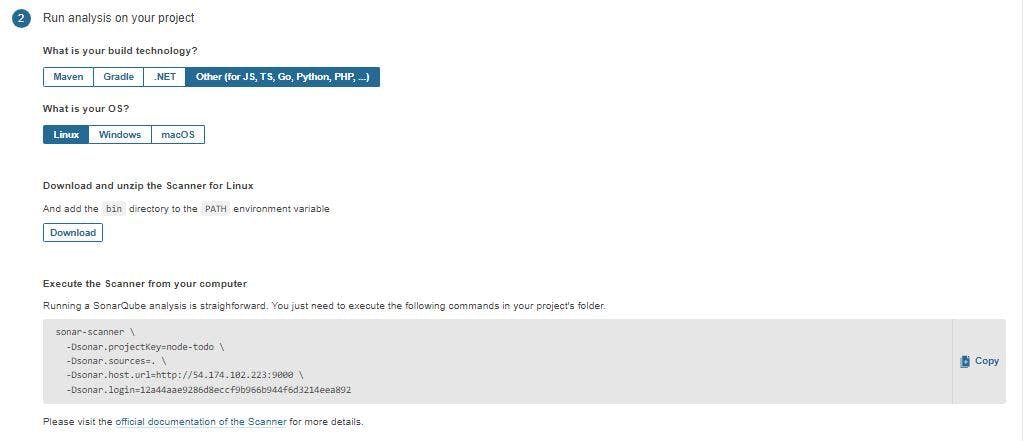 2 Run analysis on your project
What is your build technology?
Maven Gradle .NET Other (for JS, TS, Go, Python, PHP, ...)
What is your OS?
Linux Windows macOS
Download and unzip the Scanner for Linux
And add the bin directory to the PATH environment variable
Download
Execute the Scanner from your computer
Running a SonarQube analysis is straighforward. You just need to execute the following commands in your project's folder.
sonar-scanner \
-Dsonar.projectKey=node-todo \
-Dsonar.sources=. \
-Dsonar.host.url=http://54.174.102.223:9000 \
-Dsonar.login=12a44aae9286d8eccf9b966b944f6d3214eea892
Copy
Please visit the official documentation of the Scanner for more details.